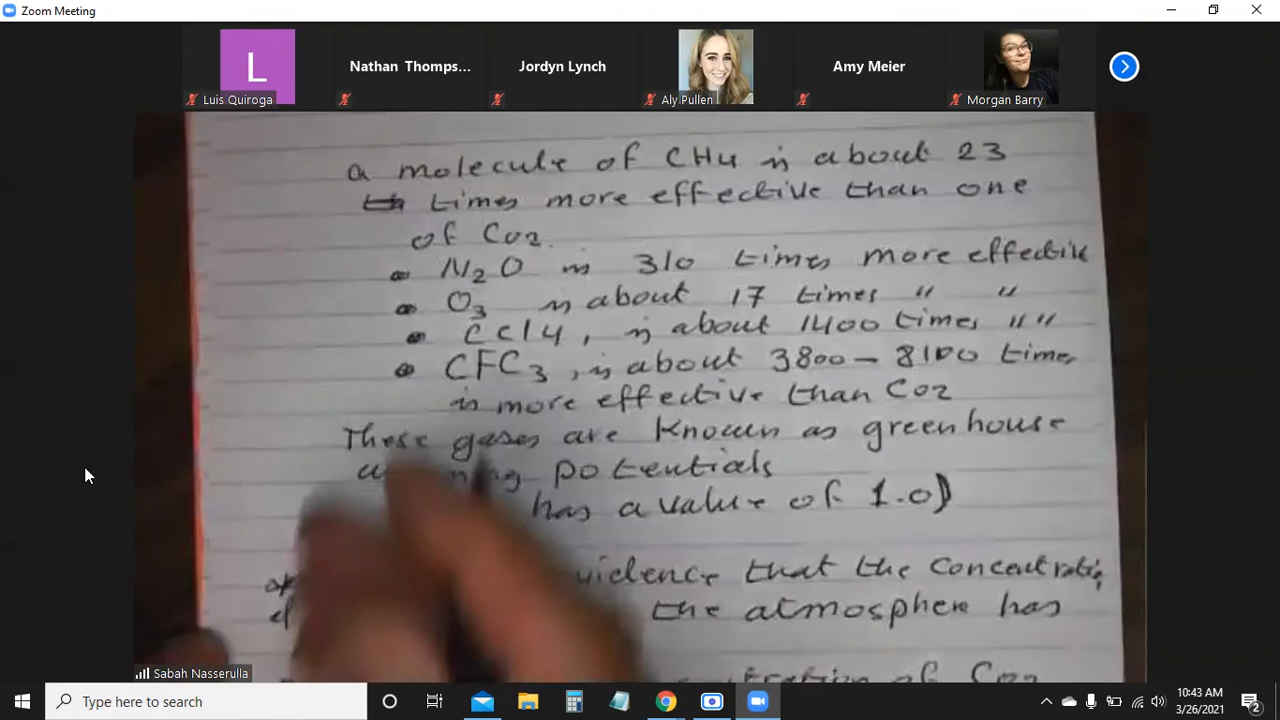 Zoom Meeting
L
Luis Quiroga
Nathan Thomps...
Jordyn Lynch
Aly Pullen
Amy Meier
Morgan Barry
a molecule of CH4 is about 23
times more effective than one
of CO2.
N2O is 310 times more effective
O3 is about 17 times " "
CCl4, is about 1400 times " "
CFC3, is about 3800 - 8100 times
is more effective than CO2
These gases are known as greenhouse
potentials
has a value of 1.0)
that the concentration
the atmospher has
of CO2
Sabah Nasserulla
Type here to search
10:43 AM
3/26/2021
2